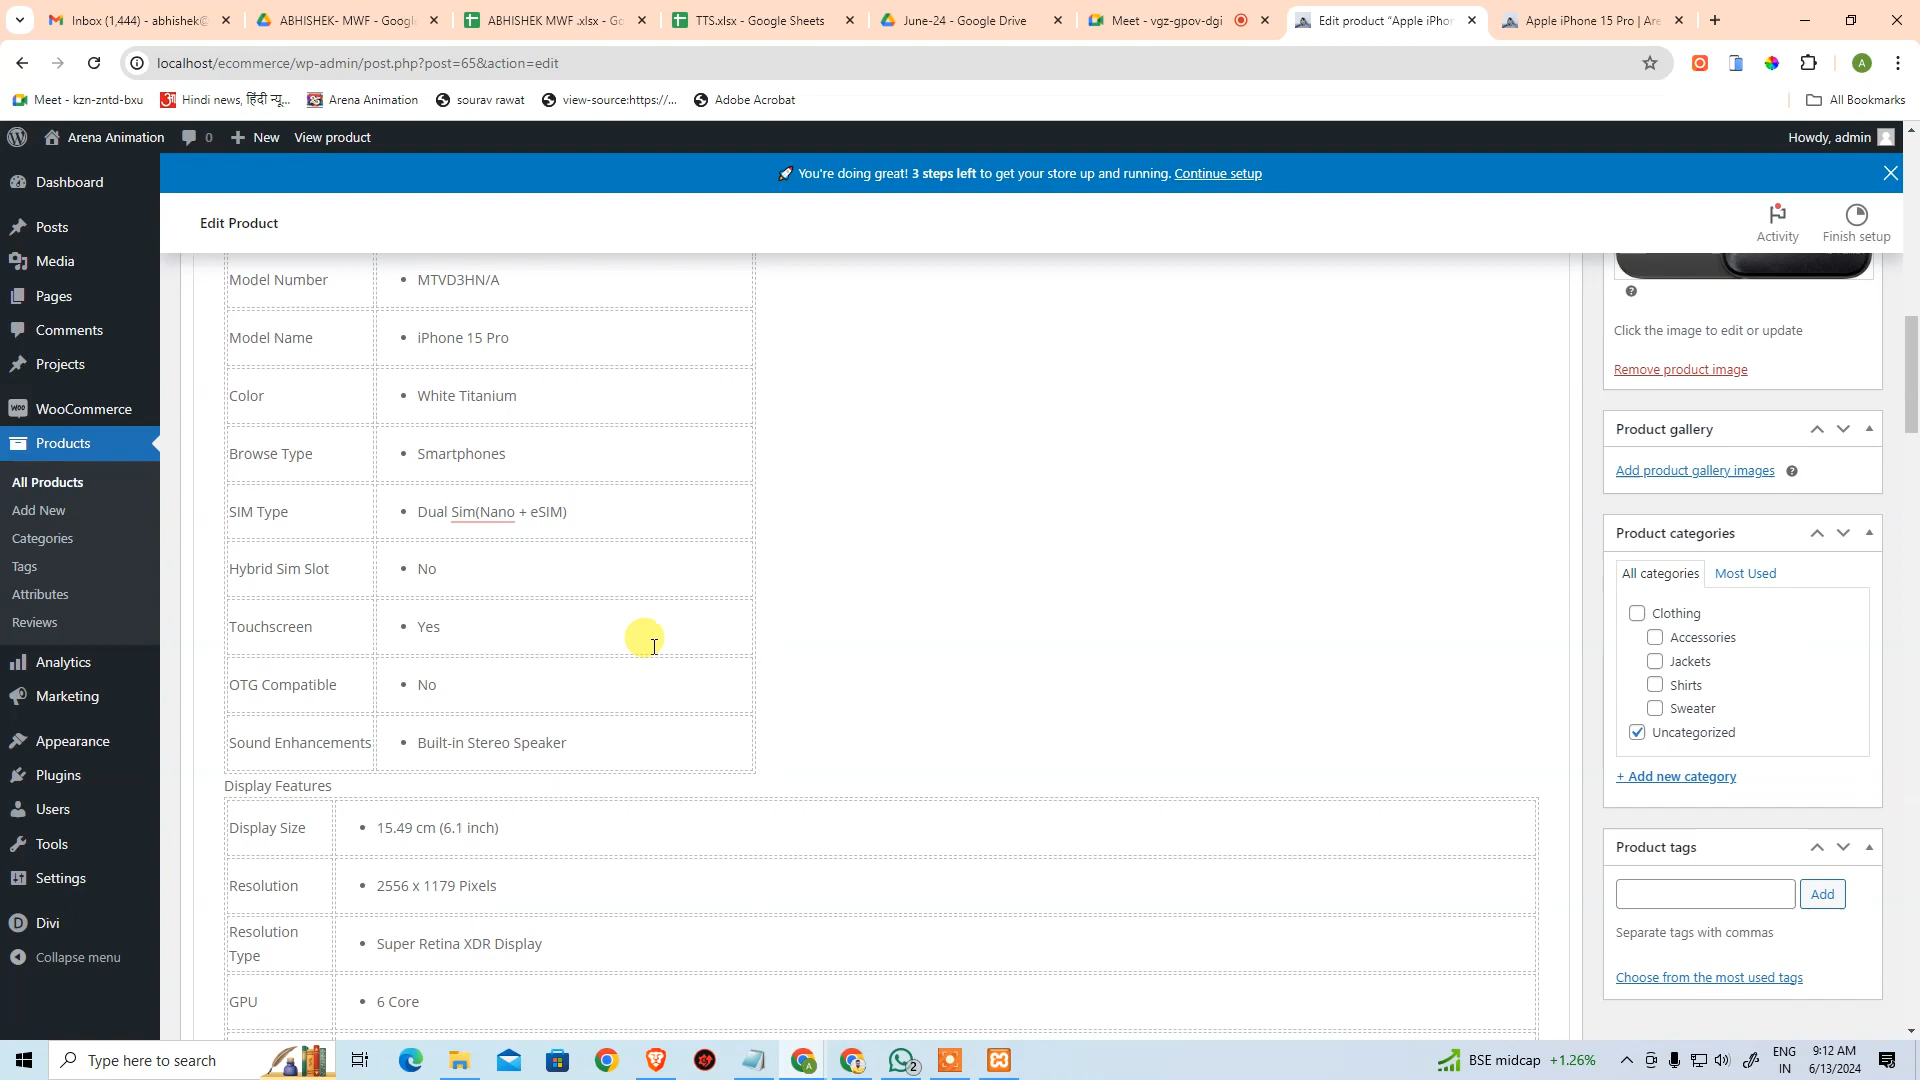 Inbox (1,444) - abhishek@
ABHISHEK- MWF - Google
ABHISHEK MWF .xlsx - Go
TTS.xlsx - Google Sheets
June-24 - Google Drive
Meet - vgz-gpov-dgi
Edit product "Apple iPhon
Apple iPhone 15 Pro | Are
localhost/ecommerce/wp-admin/post.php?post=65&action=edit
A
Meet - kzn-zntd-bxu
Hindi news, हिंदी न्यू...
Arena Animation
sourav rawat
view-source:https://...
Adobe Acrobat
All Bookmarks
Arena Animation
0
New
View product
Howdy, admin
You're doing great! 3 steps left to get your store up and running. Continue setup
Edit Product
Activity
Finish setup
Dashboard
Posts
Media
Pages
Comments
Projects
WooCommerce
Products
All Products
Add New
Categories
Tags
Attributes
Reviews
Analytics
Marketing
Appearance
Plugins
Users
Tools
Settings
Divi
Collapse menu
Model Number • MTVD3HN/A
Model Name • iPhone 15 Pro
Color • White Titanium
Browse Type • Smartphones
SIM Type • Dual Sim(Nano + eSIM)
Hybrid Sim Slot • No
Touchscreen • Yes
OTG Compatible • No
Sound Enhancements • Built-in Stereo Speaker
Display Features
Display Size • 15.49 cm (6.1 inch)
Resolution • 2556 x 1179 Pixels
Resolution
Type
• Super Retina XDR Display
GPU • 6 Core
Click the image to edit or update
Remove product image
Product gallery
Add product gallery images
Product categories
All categories
Most Used
Clothing
Accessories
Jackets
Shirts
Sweater
Uncategorized
+ Add new category
Product tags
Add
Separate tags with commas
Choose from the most used tags
Type here to search
2
BSE midcap +1.26%
ENG
IN
9:12 AM
6/13/2024